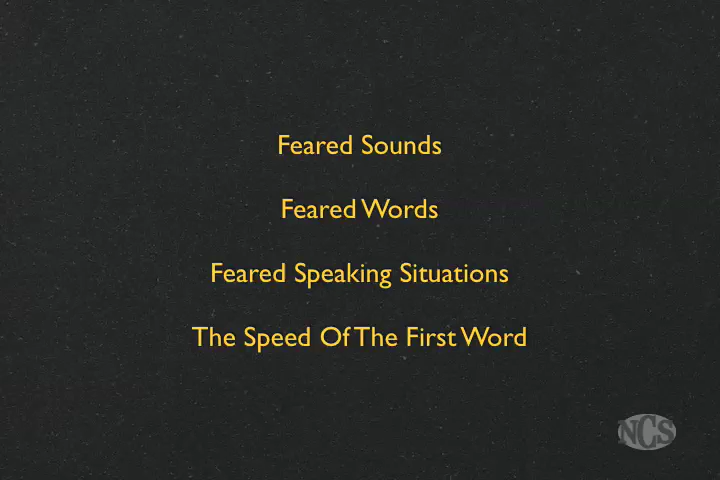 Feared Sounds
Feared Words
Feared Speaking Situations
The Speed Of The First Word
NCS